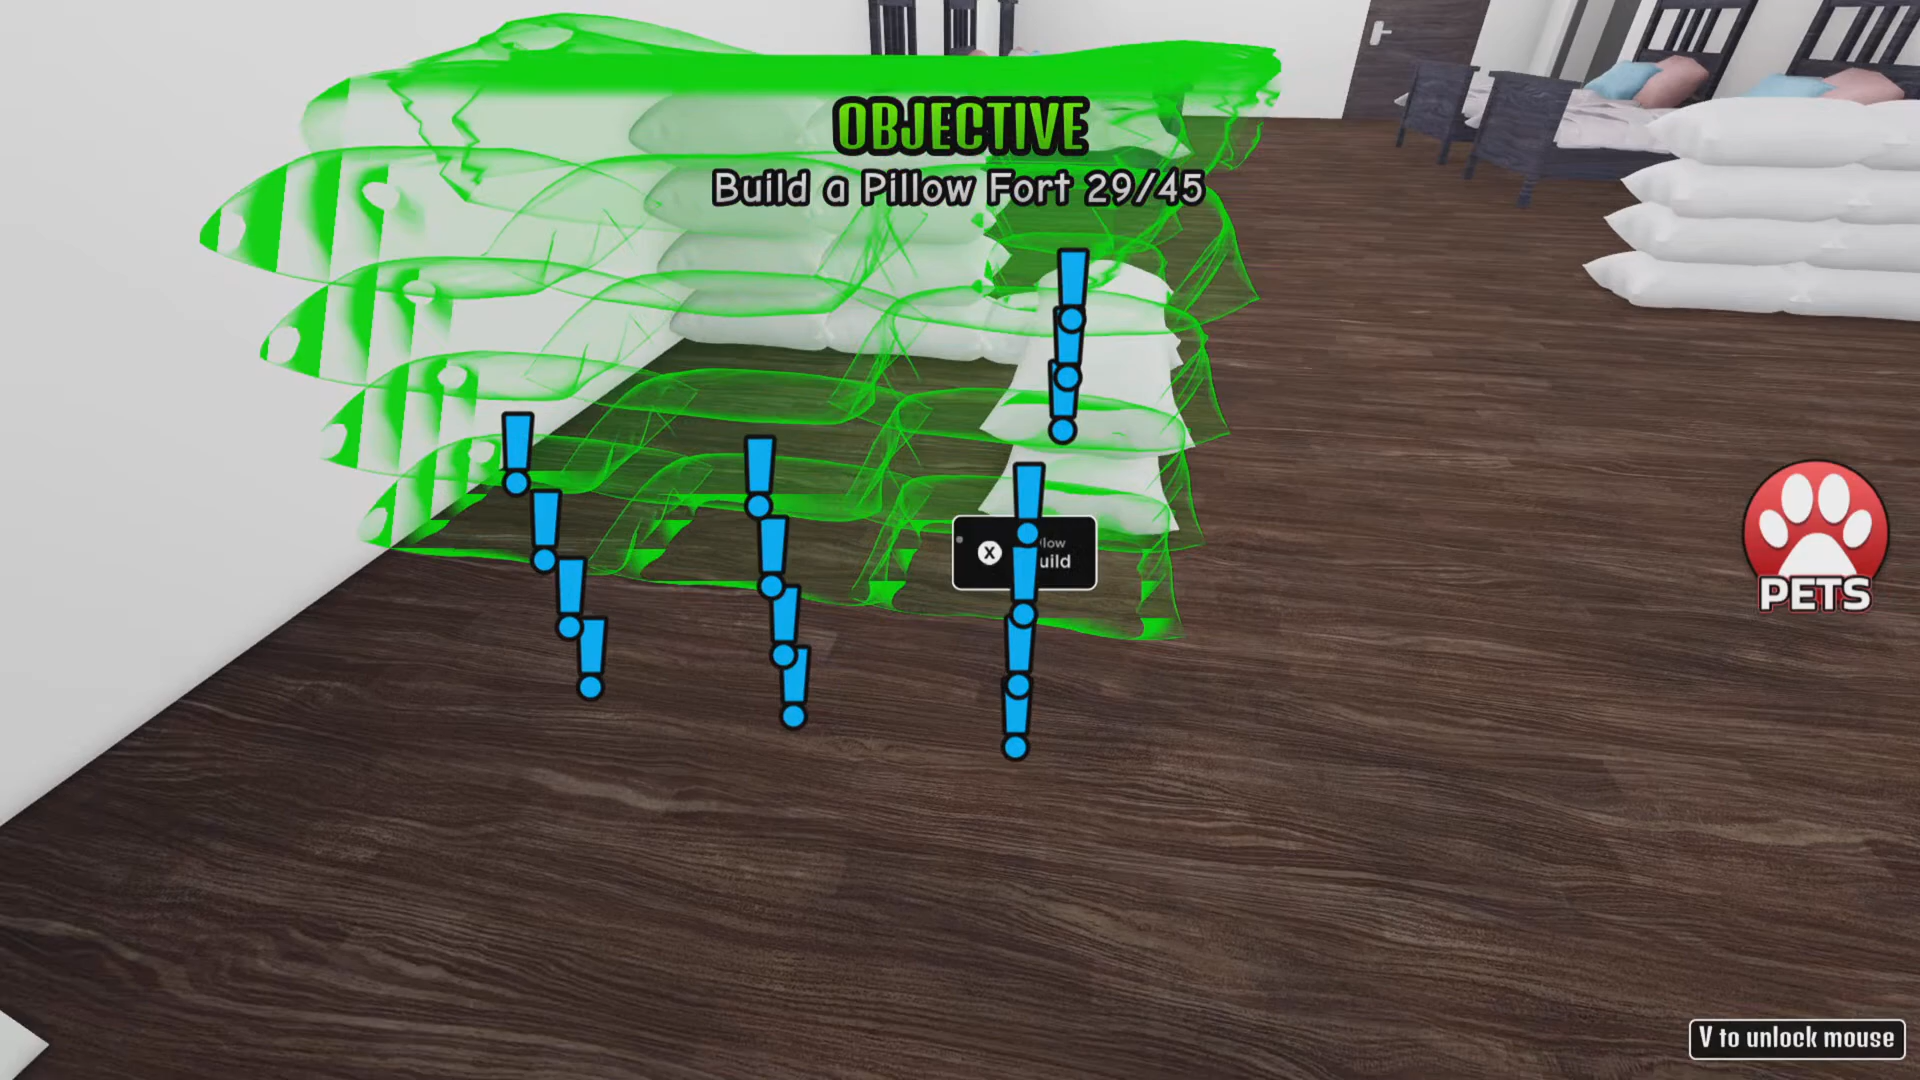 OBJECTIVE
Build a Pillow Fort 29/45
X
PETS
V to unlock mouse